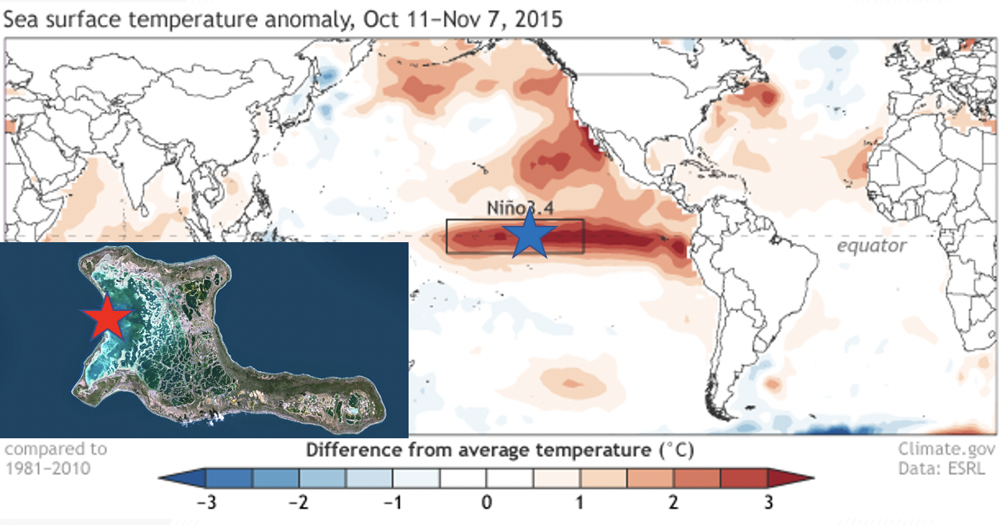 Sea surface temperature anomaly, Oct 11–Nov 7, 2015
Niño3.4
equator
compared to
1981–2010
Difference from average temperature (°C)
Climate.gov
Data: ESRL
−3 −2 −1 0 1 2 3